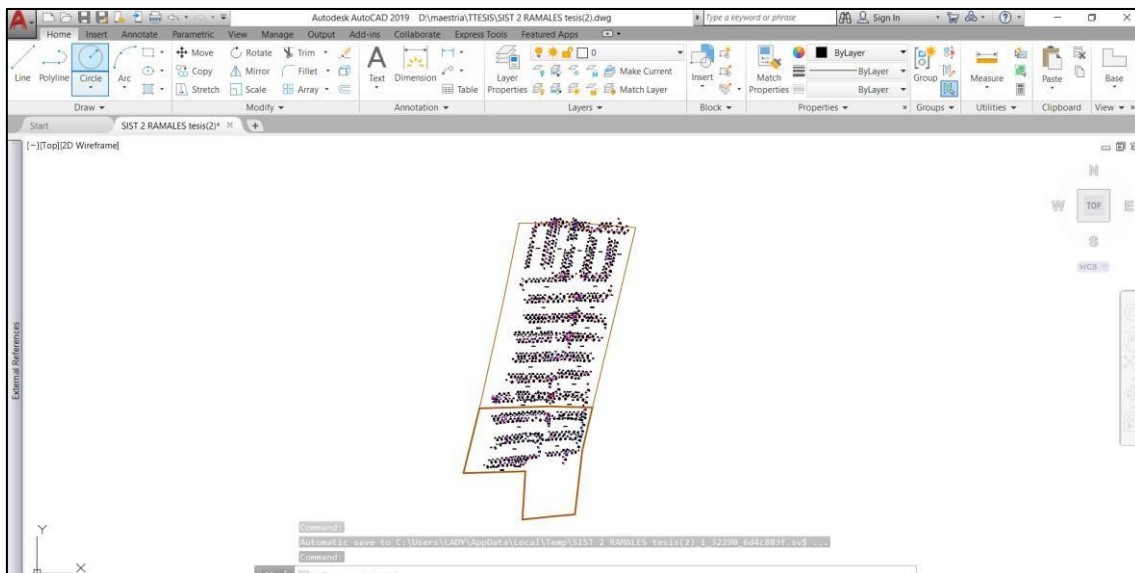 Autodesk AutoCAD 2019 D:\maestria\TTESIS\SIST 2 RAMALES tesis(2).dwg
Type a keyword or phrase
Sign In
Home Insert Annotate Parametric View Manage Output Add-ins Collaborate Express Tools Featured Apps
Line Polyline Circle Arc
Move Rotate Trim
Copy Mirror Fillet
Stretch Scale Array
Text Dimension Table
Layer Properties
0
Make Current
Match Layer
Insert
Match Properties
ByLayer
ByLayer
ByLayer
Group
Measure
Paste
Base
Draw Modify Annotation Layers Block Properties Groups Utilities Clipboard View
Start SIST 2 RAMALES tesis(2)*
[-][Top][2D Wireframe]
N
W TOP E
S
WCS
External References
Y
X
Command:
Automatic save to C:\Users\LADY\AppData\Local\Temp\SIST 2 RAMALES tesis(2)_1_32290_6d4c803f.sv$ ...
Command: